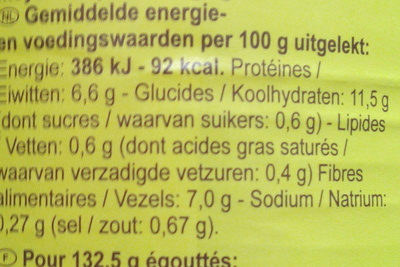 NL Gemiddelde energie-
en voedingswaarden per 100 g uitgelekt:
Energie: 386 kJ - 92 kcal. Protéines /
Eiwitten: 6,6 g - Glucides / Koolhydraten: 11,5 g
(dont sucres / waarvan suikers: 0,6 g) - Lipides
/ Vetten: 0,6 g (dont acides gras saturés /
waarvan verzadigde vetzuren: 0,4 g) Fibres
alimentaires / Vezels: 7,0 g - Sodium / Natrium:
0,27 g (sel / zout: 0,67 g).
F Pour 132,5 g égouttés: